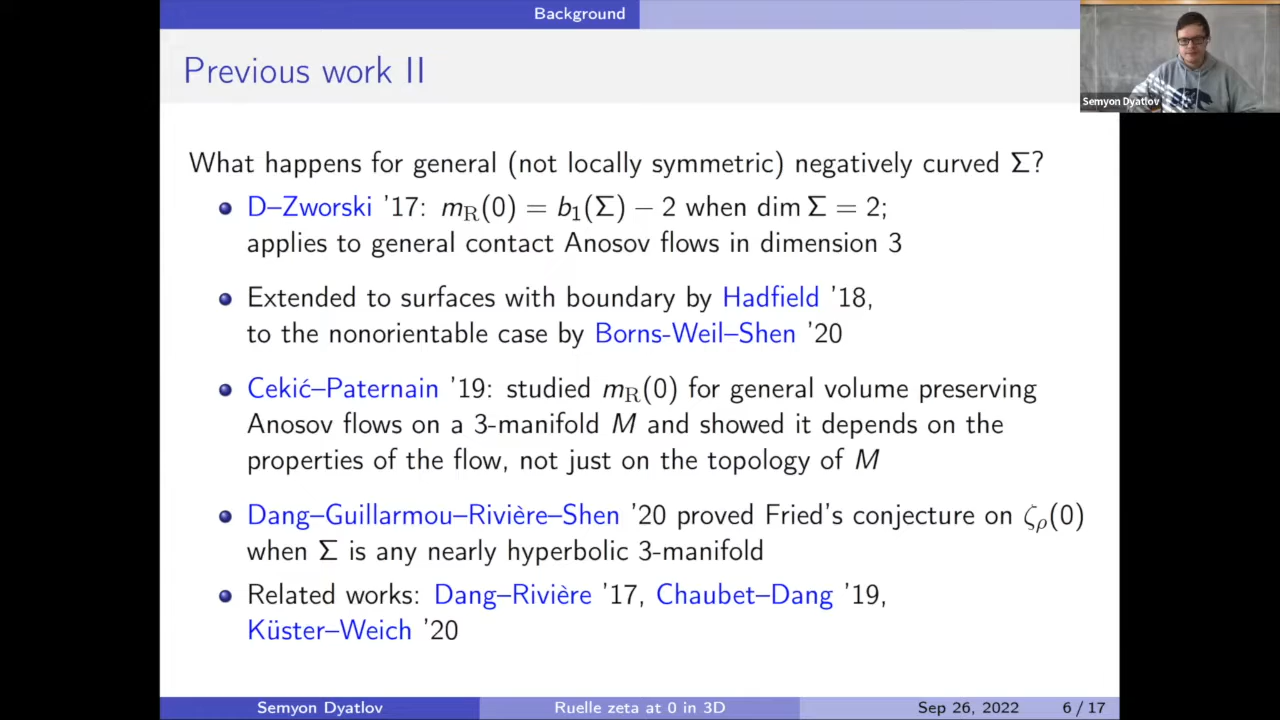 Background
Previous work II
Semyon Dyatlov
What happens for general (not locally symmetric) negatively curved Σ?
D–Zworski '17: m_R(0) = b₁(Σ) − 2 when dim Σ = 2;
applies to general contact Anosov flows in dimension 3
Extended to surfaces with boundary by Hadfield '18,
to the nonorientable case by Borns-Weil–Shen '20
Cekić–Paternain '19: studied m_R(0) for general volume preserving
Anosov flows on a 3-manifold M and showed it depends on the
properties of the flow, not just on the topology of M
Dang–Guillarmou–Rivière–Shen '20 proved Fried's conjecture on ζ_ρ(0)
when Σ is any nearly hyperbolic 3-manifold
Related works: Dang–Rivière '17, Chaubet–Dang '19,
Küster–Weich '20
Semyon Dyatlov Ruelle zeta at 0 in 3D Sep 26, 2022 6 / 17